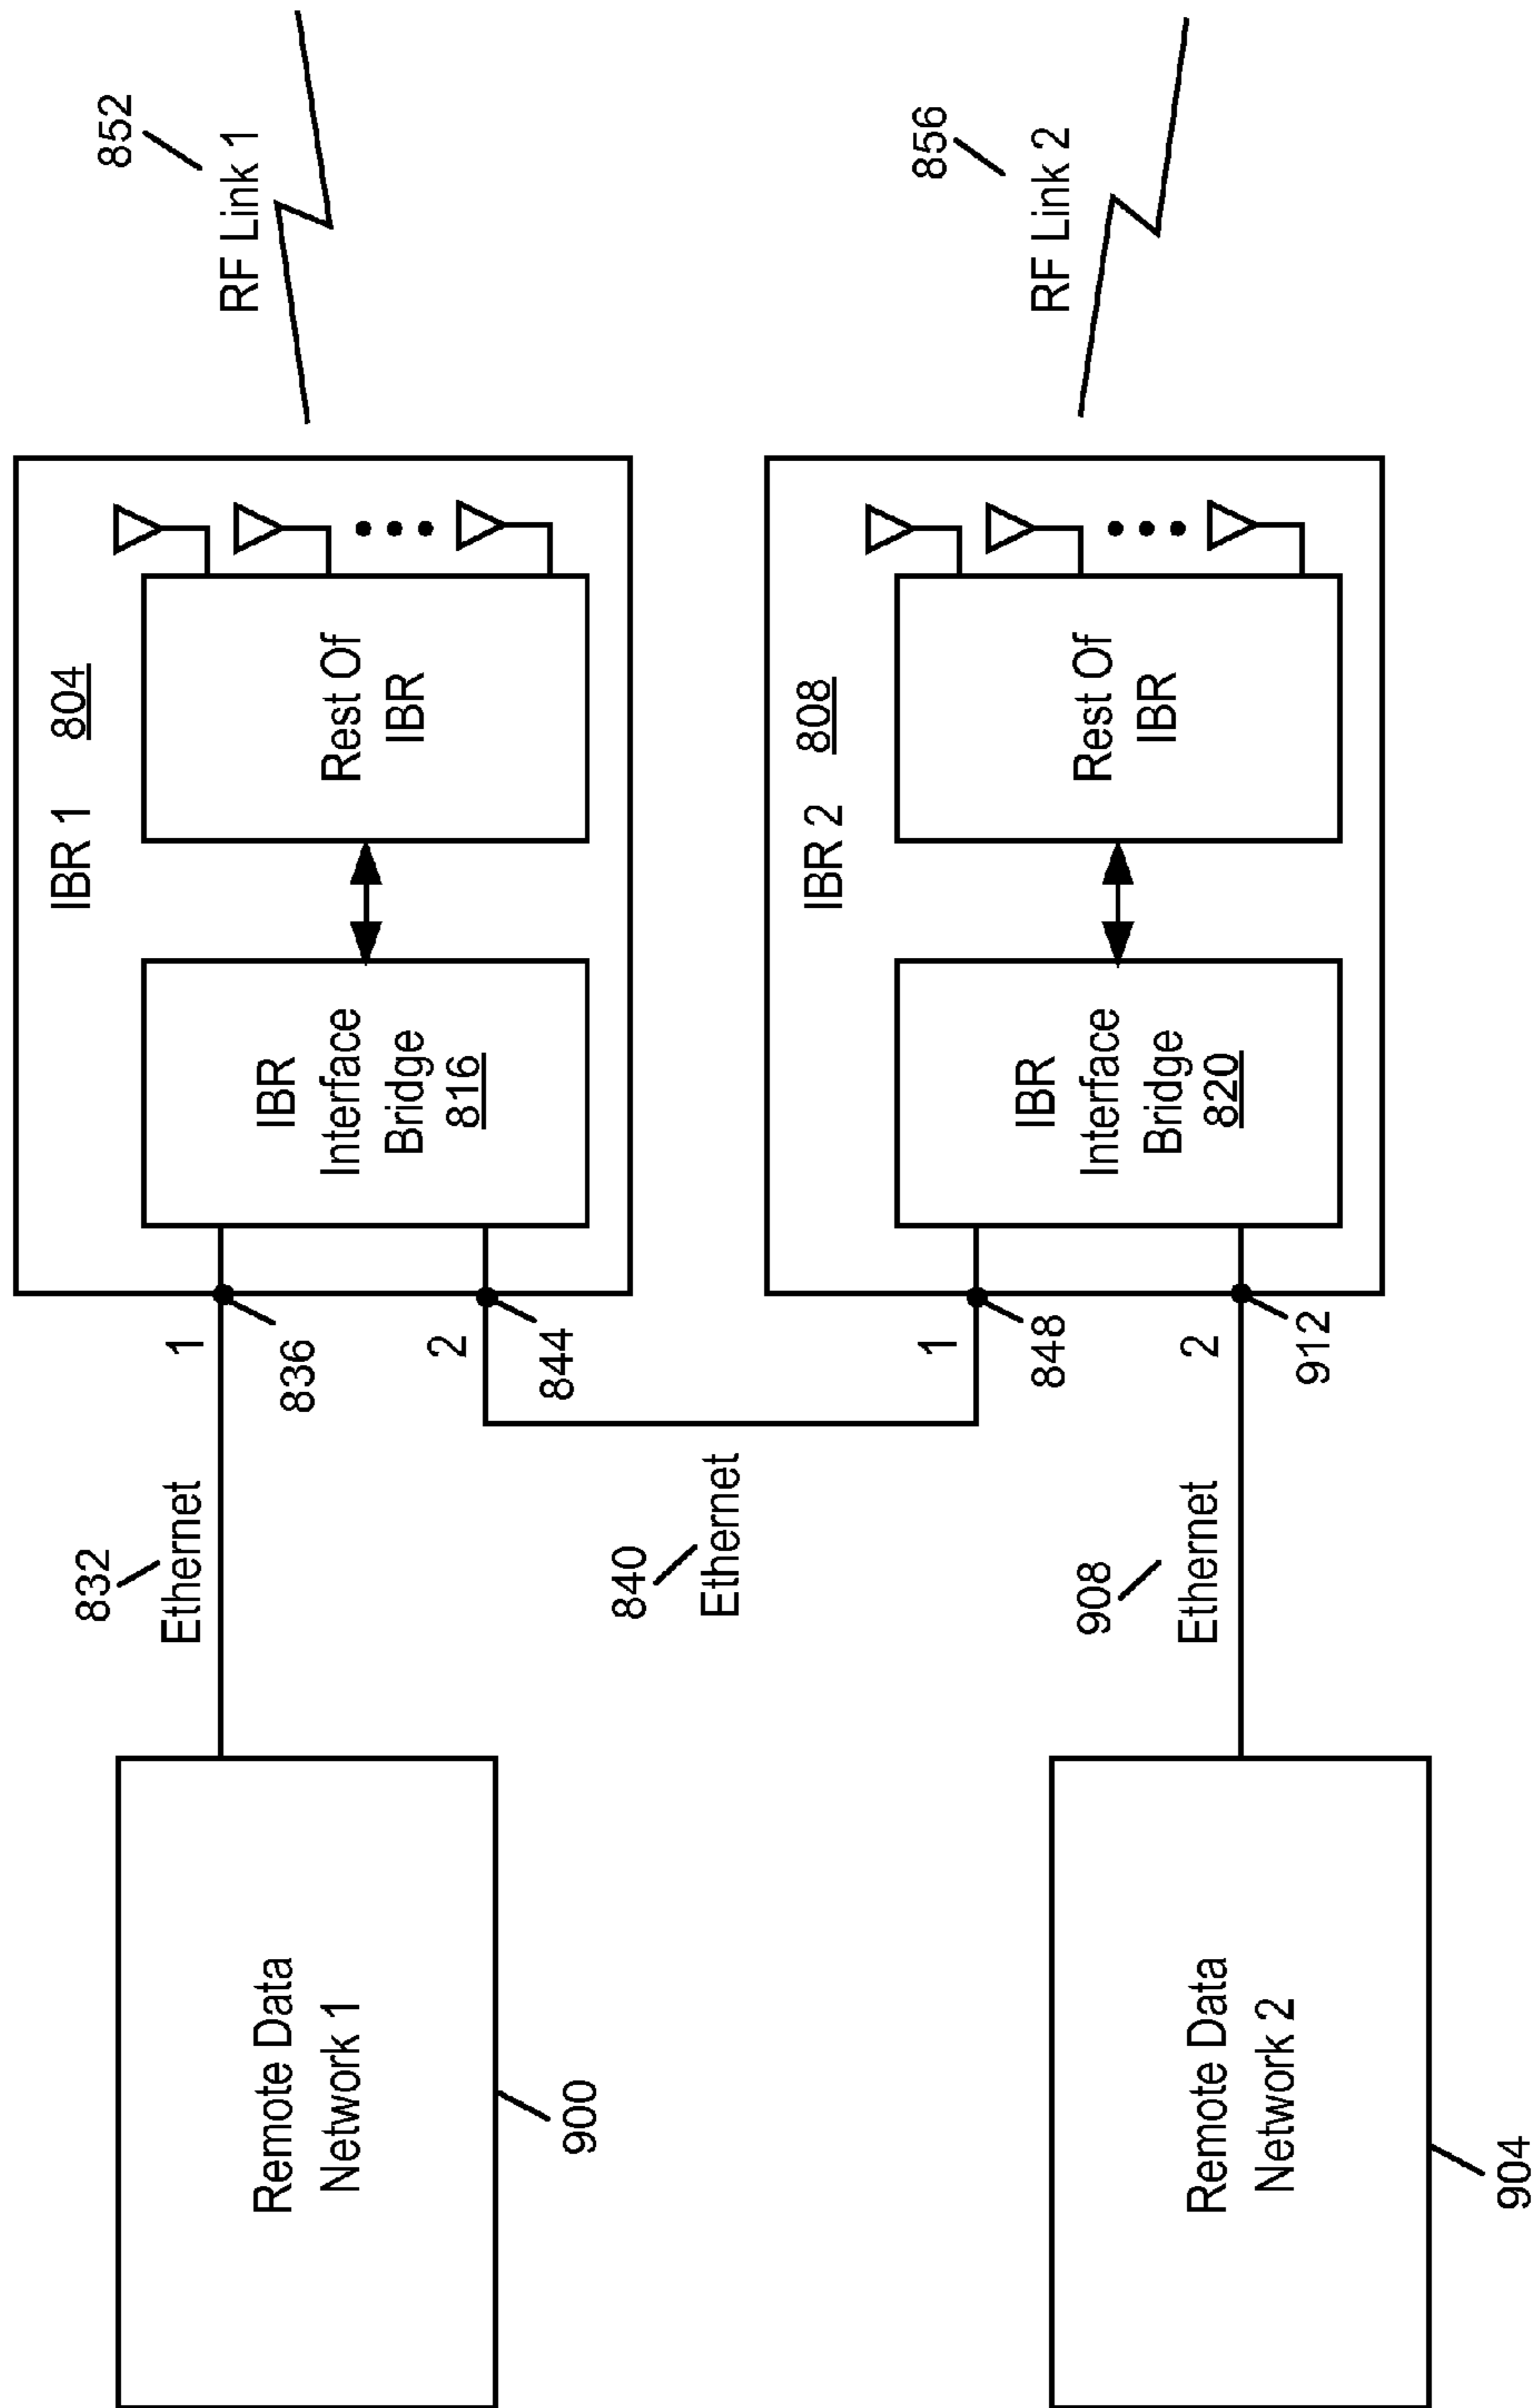 852
RF Link 1
856
RF Link 2
IBR 1 804
Rest Of
IBR
IBR
Interface
Bridge
816
IBR 2 808
Rest Of
IBR
IBR
Interface
Bridge
820
1
836
2
844
1
848
2
912
832
Ethernet
840
Ethernet
908
Ethernet
Remote Data
Network 1
900
Remote Data
Network 2
904